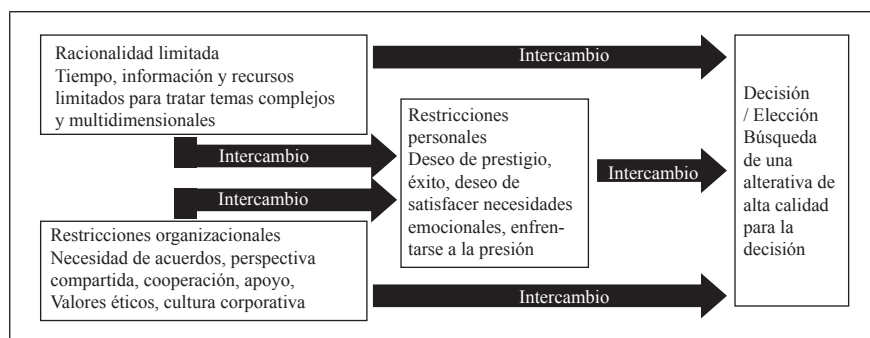 Racionalidad limitada
Tiempo, información y recursos
limitados para tratar temas complejos
y multidimensionales
Intercambio
Intercambio
Intercambio
Restricciones organizacionales
Necesidad de acuerdos, perspectiva
compartida, cooperación, apoyo,
Valores éticos, cultura corporativa
Restricciones
personales
Deseo de prestigio,
éxito, deseo de
satisfacer necesidades
emocionales, enfren-
tarse a la presión
Intercambio
Intercambio
Decisión
/ Elección
Búsqueda
de una
alterativa de
alta calidad
para la
decisión